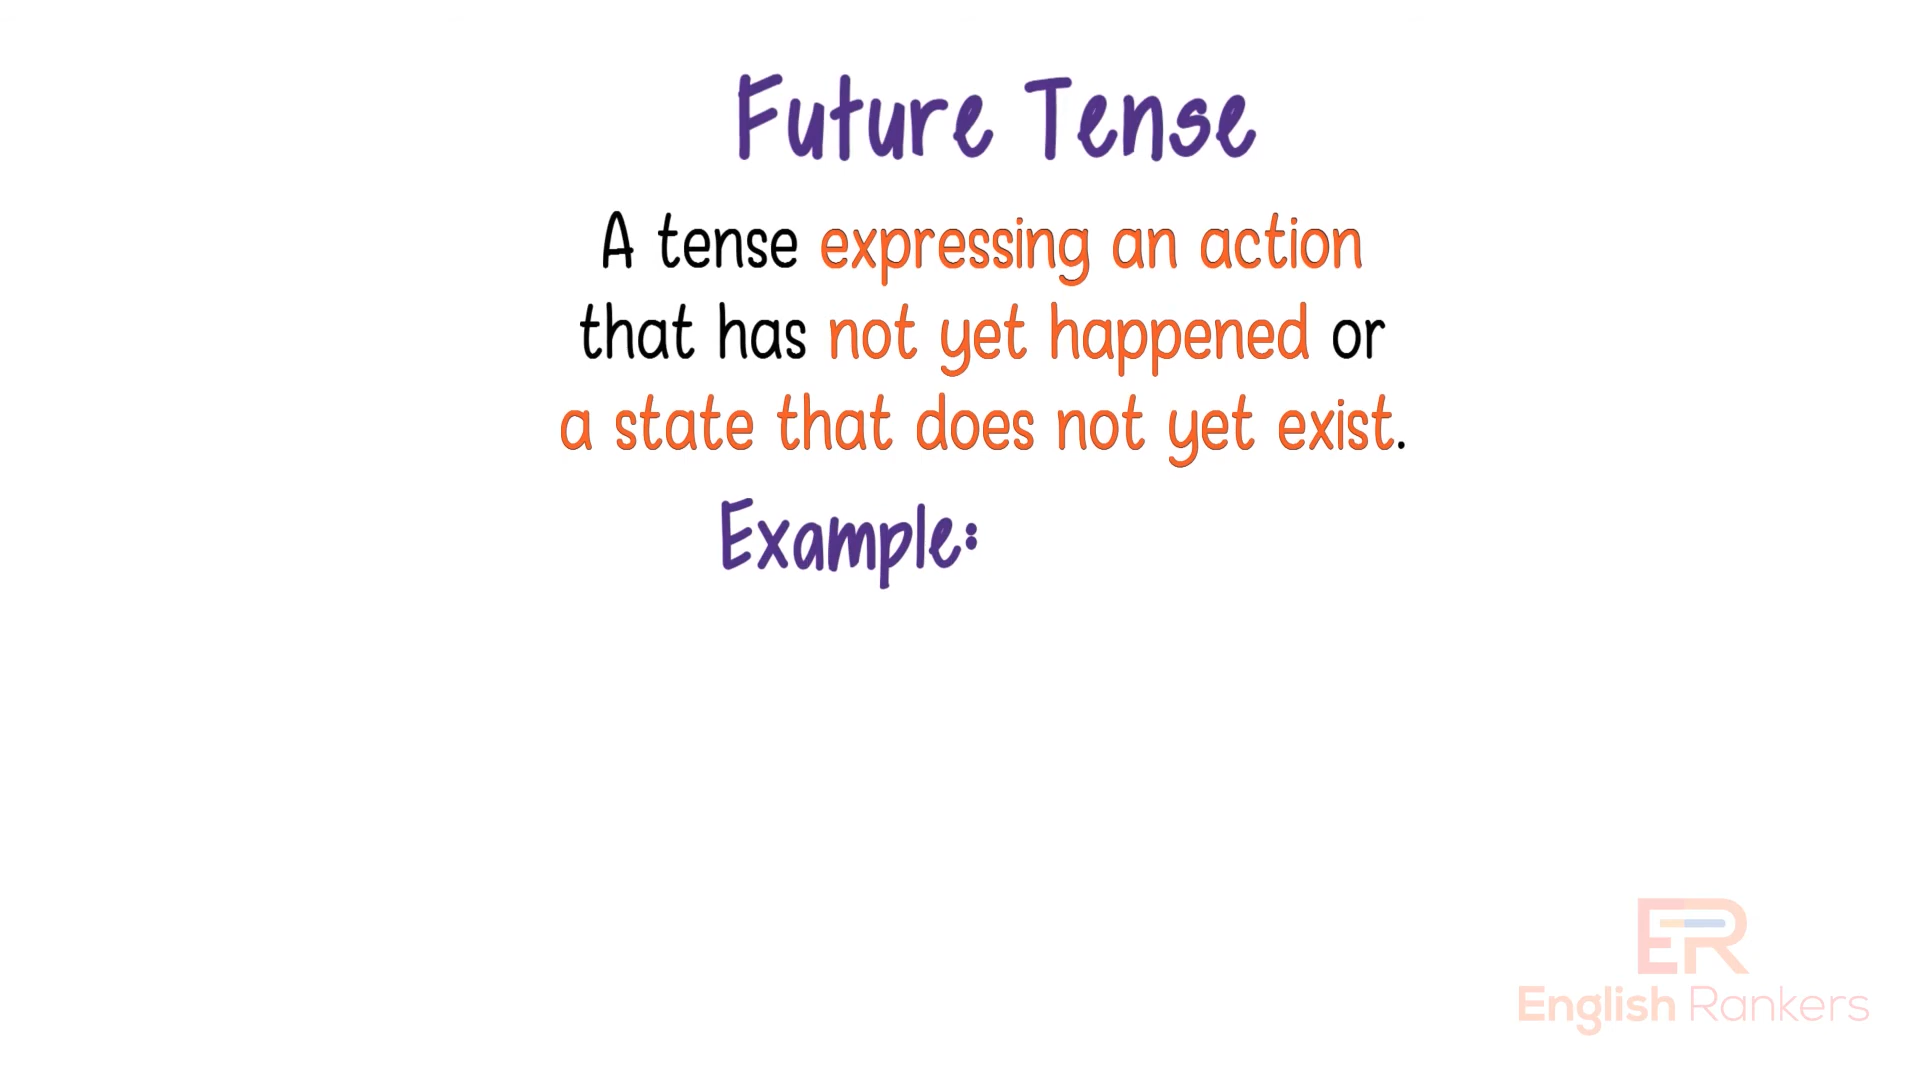 Future Tense
A tense expressing an action
that has not yet happened or
a state that does not yet exist.
Example:
ER
English Rankers